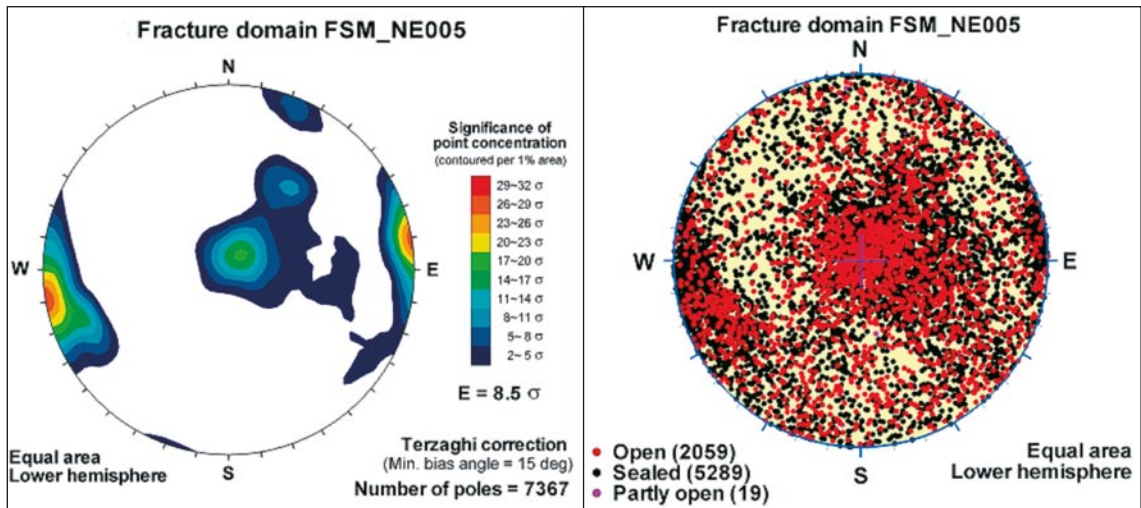 Fracture domain FSM_NE005
N
W
E
S
Significance of
point concentration
(contoured per 1% area)
29~32 σ
26~29 σ
23~26 σ
20~23 σ
17~20 σ
14~17 σ
11~14 σ
8~11 σ
5~8 σ
2~5 σ
E = 8.5 σ
Equal area
Lower hemisphere
Terzaghi correction
(Min. bias angle = 15 deg)
Number of poles = 7367
Fracture domain FSM_NE005
N
W
E
S
Open (2059)
Sealed (5289)
Partly open (19)
Equal area
Lower hemisphere